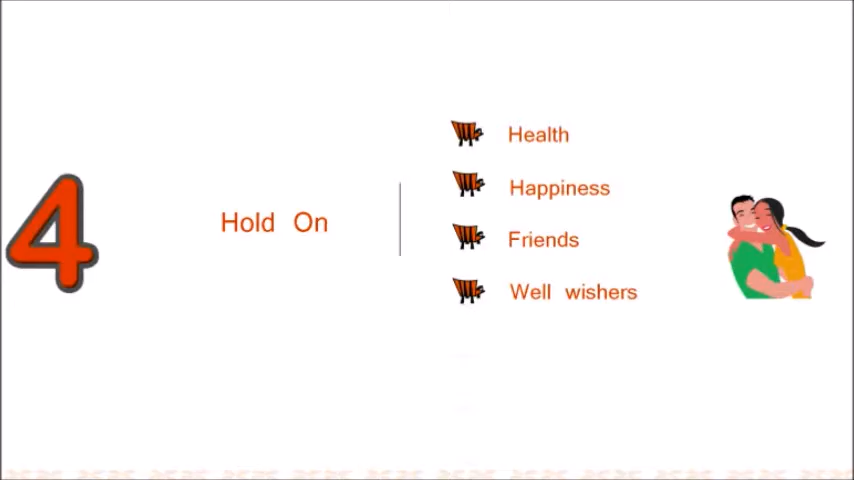 4
Hold On
Health
Happiness
Friends
Well wishers